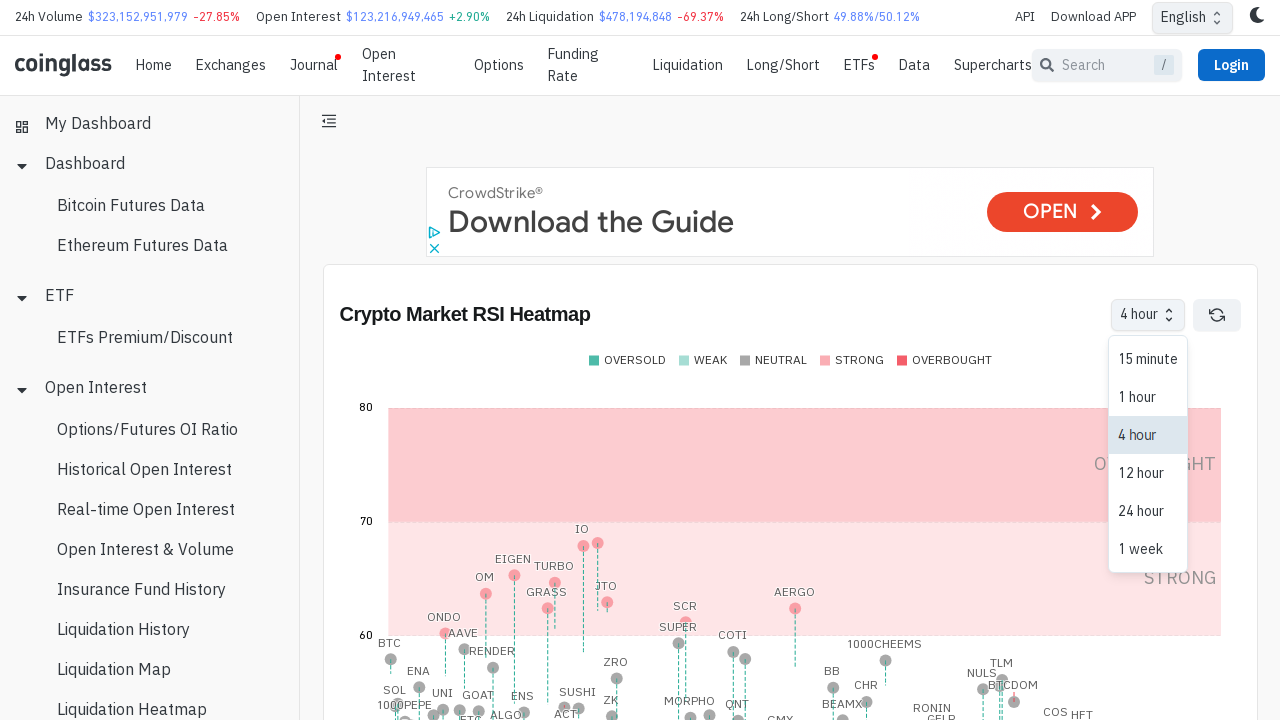 24h Volume $323,152,951,979 -27.85% Open Interest $123,216,949,465 +2.90% 24h Liquidation $478,194,848 -69.37% 24h Long/Short 49.88%/50.12% API Download APP English
coinglass Home Exchanges Journal Open Interest Options Funding Rate Liquidation Long/Short ETFs Data Supercharts Search / Login
My Dashboard
Dashboard
Bitcoin Futures Data
Ethereum Futures Data
ETF
ETFs Premium/Discount
Open Interest
Options/Futures OI Ratio
Historical Open Interest
Real-time Open Interest
Open Interest & Volume
Insurance Fund History
Liquidation History
Liquidation Map
Liquidation Heatmap
CrowdStrike®
Download the Guide
OPEN
Crypto Market RSI Heatmap
4 hour
OVERSOLD WEAK NEUTRAL STRONG OVERBOUGHT
15 minute
1 hour
4 hour
12 hour
24 hour
1 week
80
70
STRONG
60
IO
EIGEN
TURBO
OM
GRASS
JTO
AERGO
SCR
ONDO
SUPER
AAVE
COTI
BTC
RENDER
1000CHEEMS
ZRO
TLM
ENA
BB
NULS
BTCDOM
SOL
UNI
GOAT
ENS
SUSHI
CHR
1000PEPE
ZK
MORPHO
QNT
BEAMX
RONIN
COS
HFT
ALGO
ACT